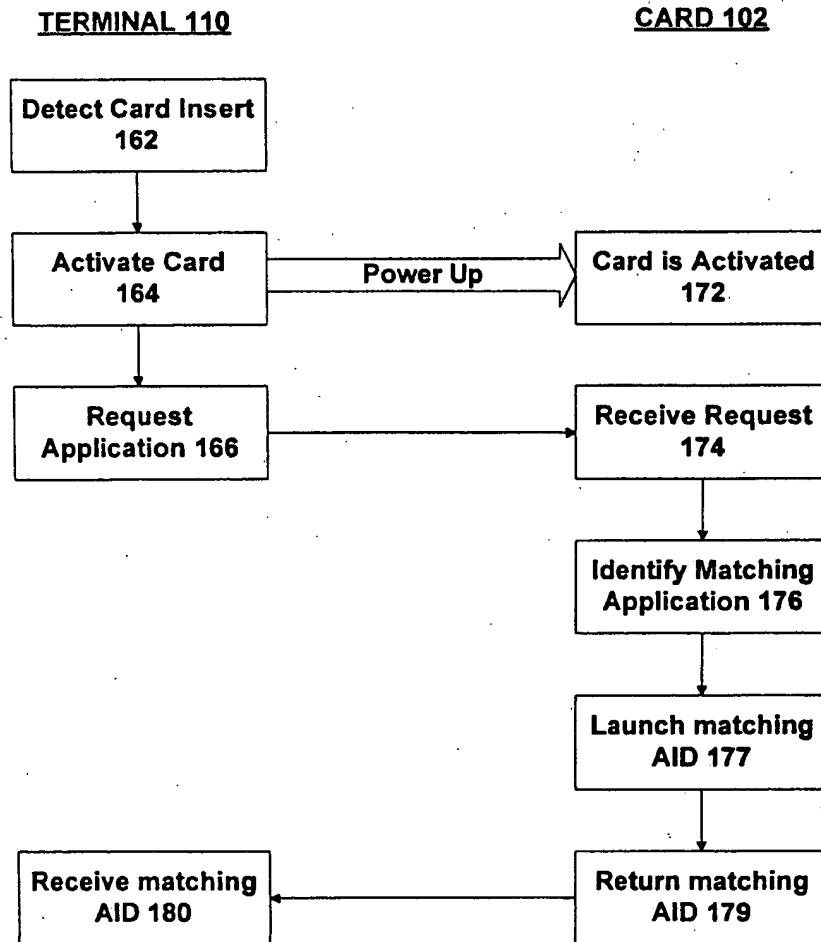 TERMINAL 110
CARD 102
Detect Card Insert
162
Activate Card
164
Power Up
Card is Activated
172
Request
Application 166
Receive Request
174
Identify Matching
Application 176
Launch matching
AID 177
Receive matching
AID 180
Return matching
AID 179